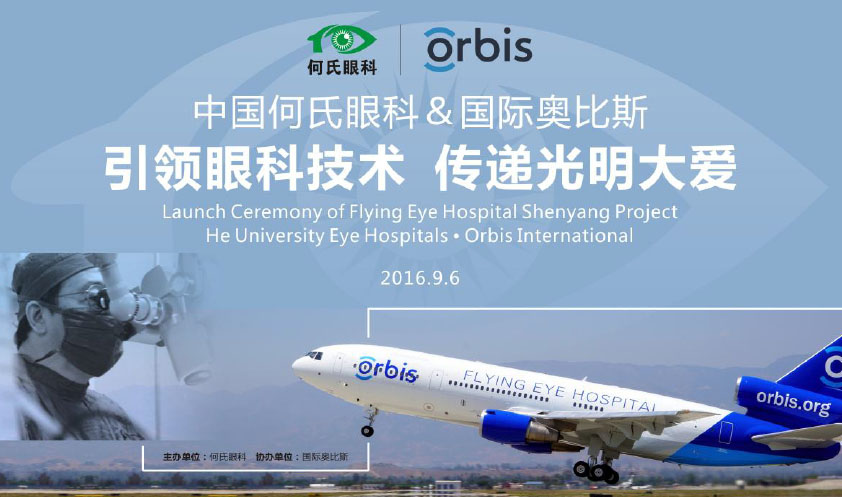 何氏眼科
orbis
中国何氏眼科&国际奥比斯
引领眼科技术 传递光明大爱
Launch Ceremony of Flying Eye Hospital Shenyang Project
He University Eye Hospitals • Orbis International
2016.9.6
orbis
FLYING EYE HOSPITAL
orbis.org
主办单位:何氏眼科 协办单位:国际奥比斯